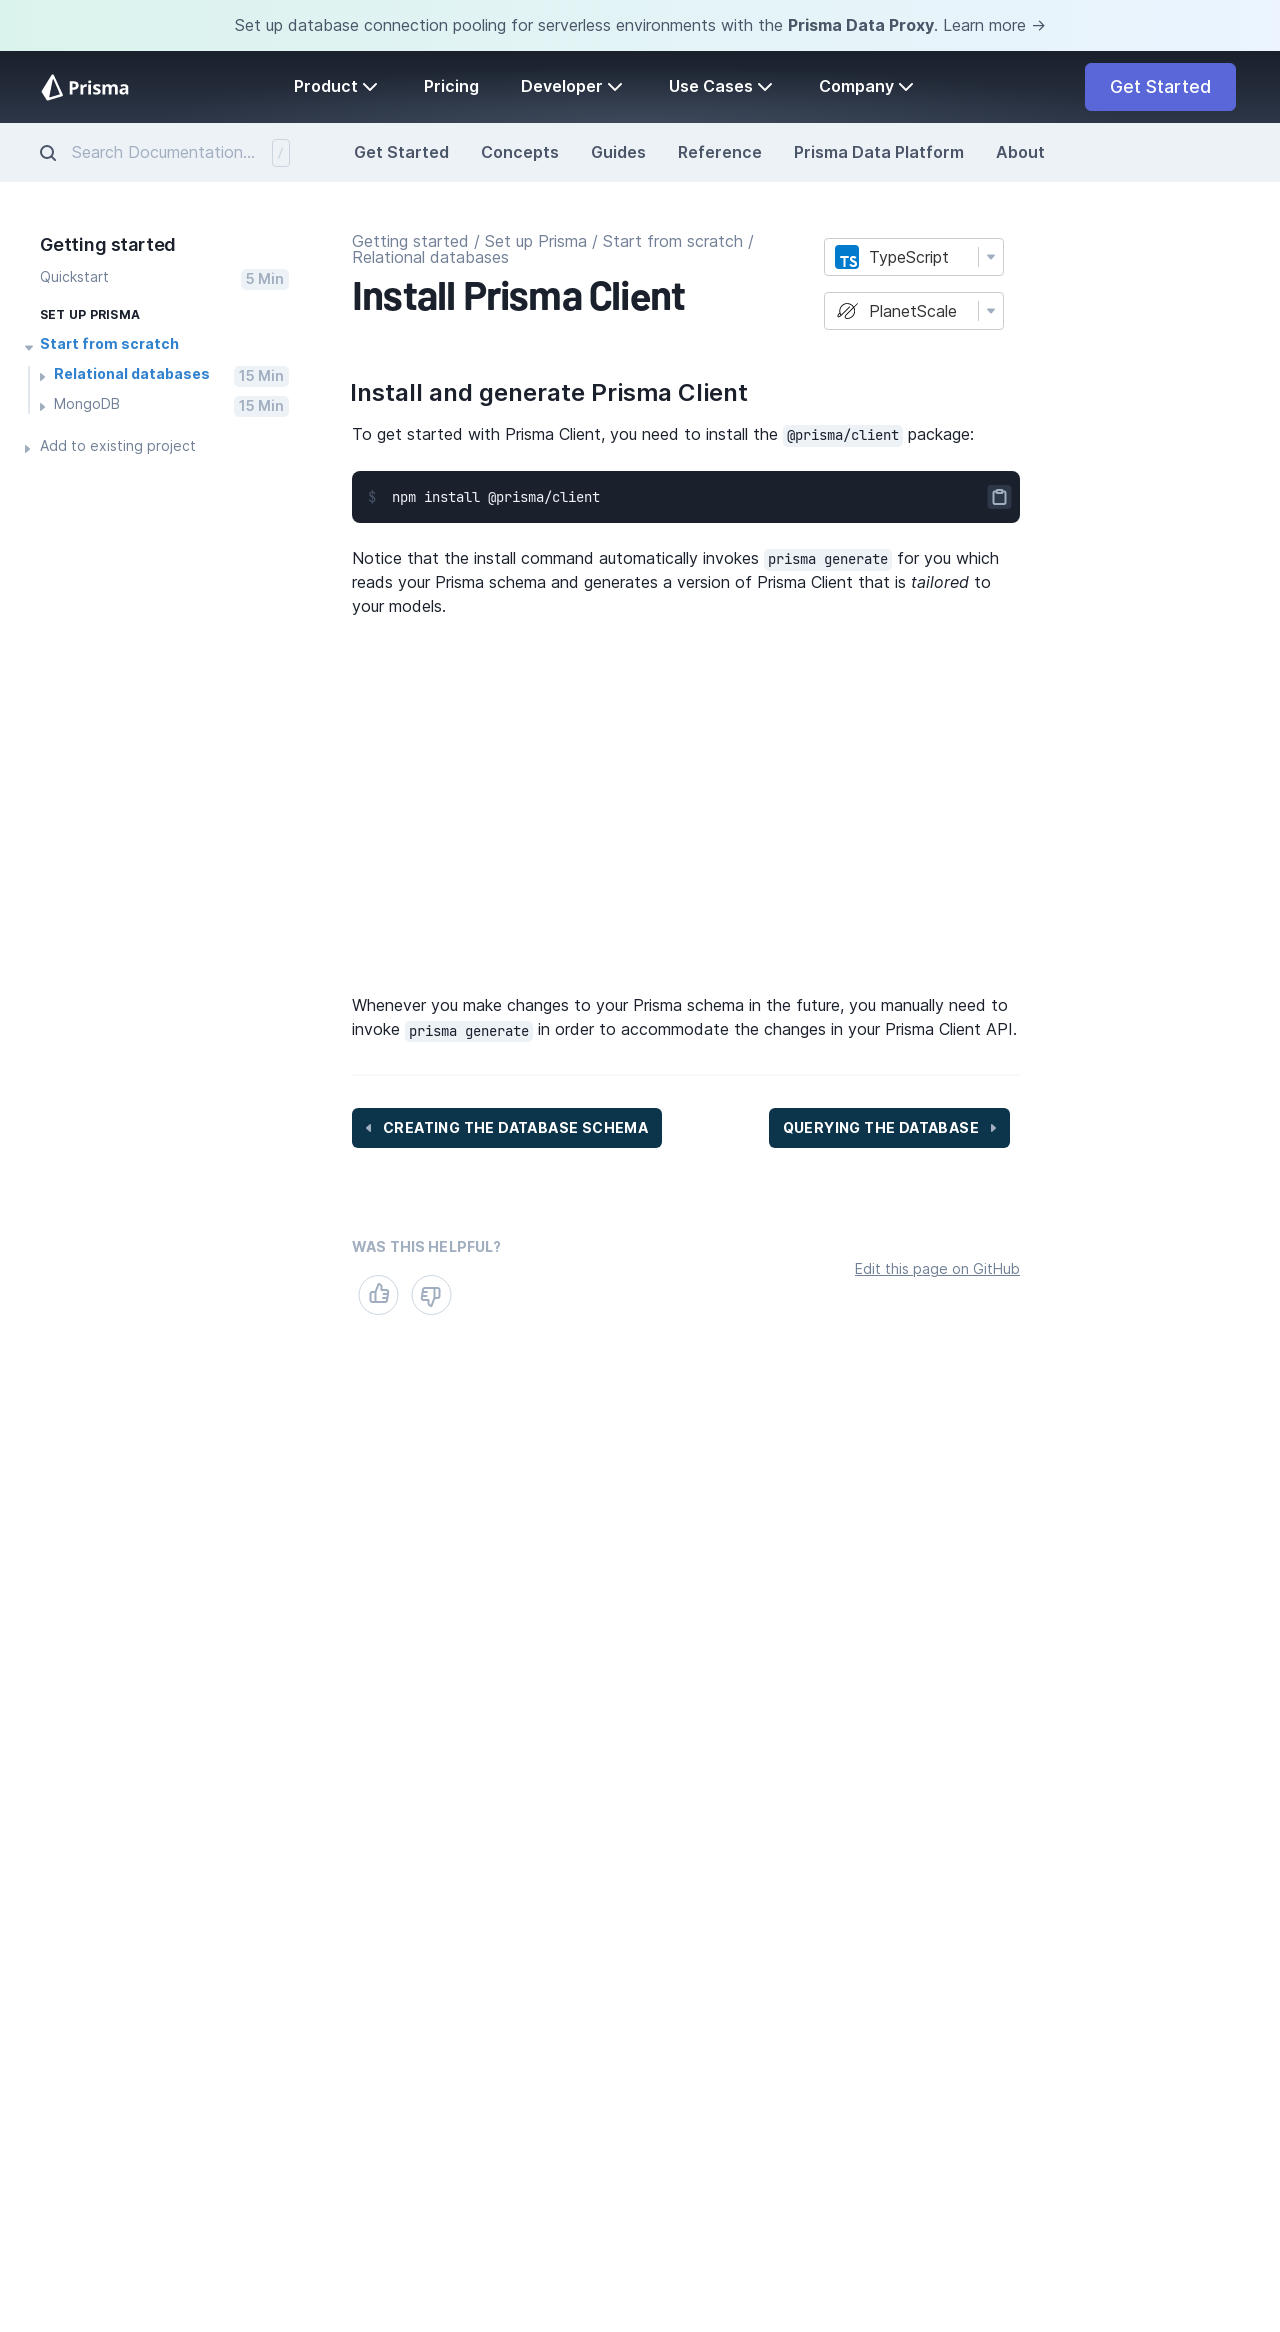 Set up database connection pooling for serverless environments with the Prisma Data Proxy. Learn more →
Prisma
Product
Pricing
Developer
Use Cases
Company
Get Started
Search Documentation...
/
Get Started
Concepts
Guides
Reference
Prisma Data Platform
About
Getting started
Quickstart
5 Min
SET UP PRISMA
Start from scratch
Relational databases
15 Min
MongoDB
15 Min
Add to existing project
Getting started / Set up Prisma / Start from scratch /
Relational databases
Install Prisma Client
TS TypeScript
PlanetScale
Install and generate Prisma Client
To get started with Prisma Client, you need to install the @prisma/client package:
$ npm install @prisma/client
Notice that the install command automatically invokes prisma generate for you which
reads your Prisma schema and generates a version of Prisma Client that is tailored to
your models.
Whenever you make changes to your Prisma schema in the future, you manually need to
invoke prisma generate in order to accommodate the changes in your Prisma Client API.
CREATING THE DATABASE SCHEMA
QUERYING THE DATABASE
WAS THIS HELPFUL?
Edit this page on GitHub